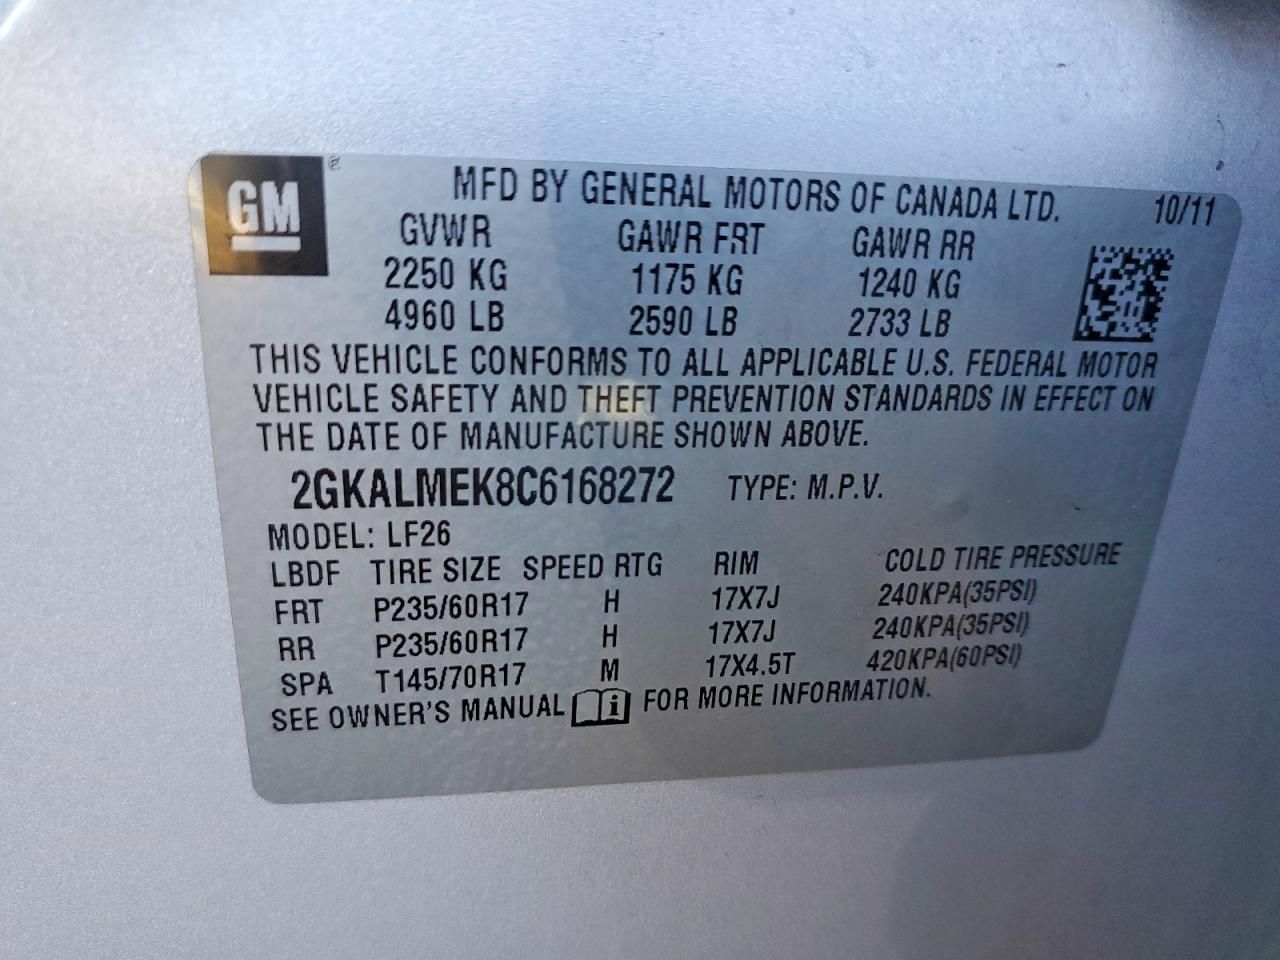 GM
MFD BY GENERAL MOTORS OF CANADA LTD. 10/11
GVWR GAWR FRT GAWR RR
2250 KG 1175 KG 1240 KG
4960 LB 2590 LB 2733 LB
THIS VEHICLE CONFORMS TO ALL APPLICABLE U.S. FEDERAL MOTOR
VEHICLE SAFETY AND THEFT PREVENTION STANDARDS IN EFFECT ON
THE DATE OF MANUFACTURE SHOWN ABOVE.
2GKALMEK8C6168272 TYPE: M.P.V.
MODEL: LF26
LBDF TIRE SIZE SPEED RTG RIM COLD TIRE PRESSURE
FRT P235/60R17 H 17X7J 240KPA(35PSI)
RR P235/60R17 H 17X7J 240KPA(35PSI)
SPA T145/70R17 M 17X4.5T 420KPA(60PSI)
SEE OWNER'S MANUAL i FOR MORE INFORMATION.